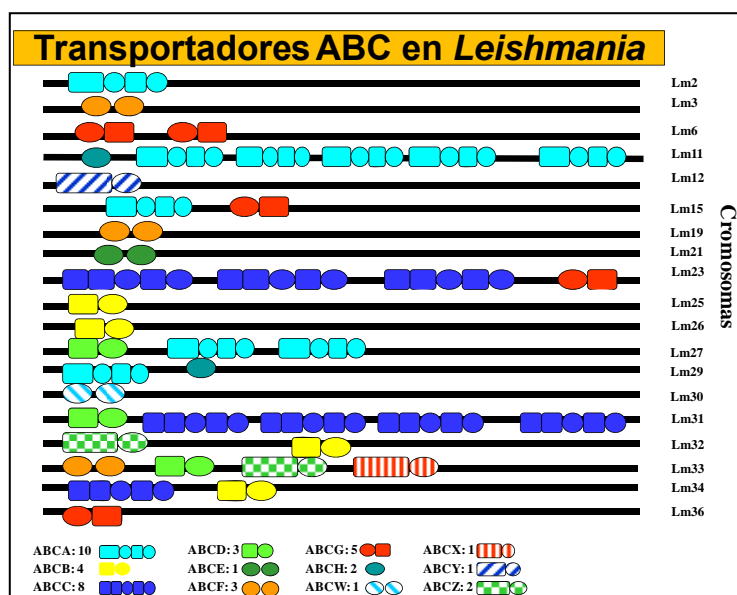 Transportadores ABC en Leishmania
Lm2
Lm3
Lm6
Lm11
Lm12
Lm15
Lm19
Lm21
Lm23
Lm25
Lm26
Lm27
Lm29
Lm30
Lm31
Lm32
Lm33
Lm34
Lm36
Cromosomas
ABCA: 10 ABCD: 3 ABCG: 5 ABCX: 1
ABCB: 4 ABCE: 1 ABCH: 2 ABCY: 1
ABCC: 8 ABCF: 3 ABCW: 1 ABCZ: 2